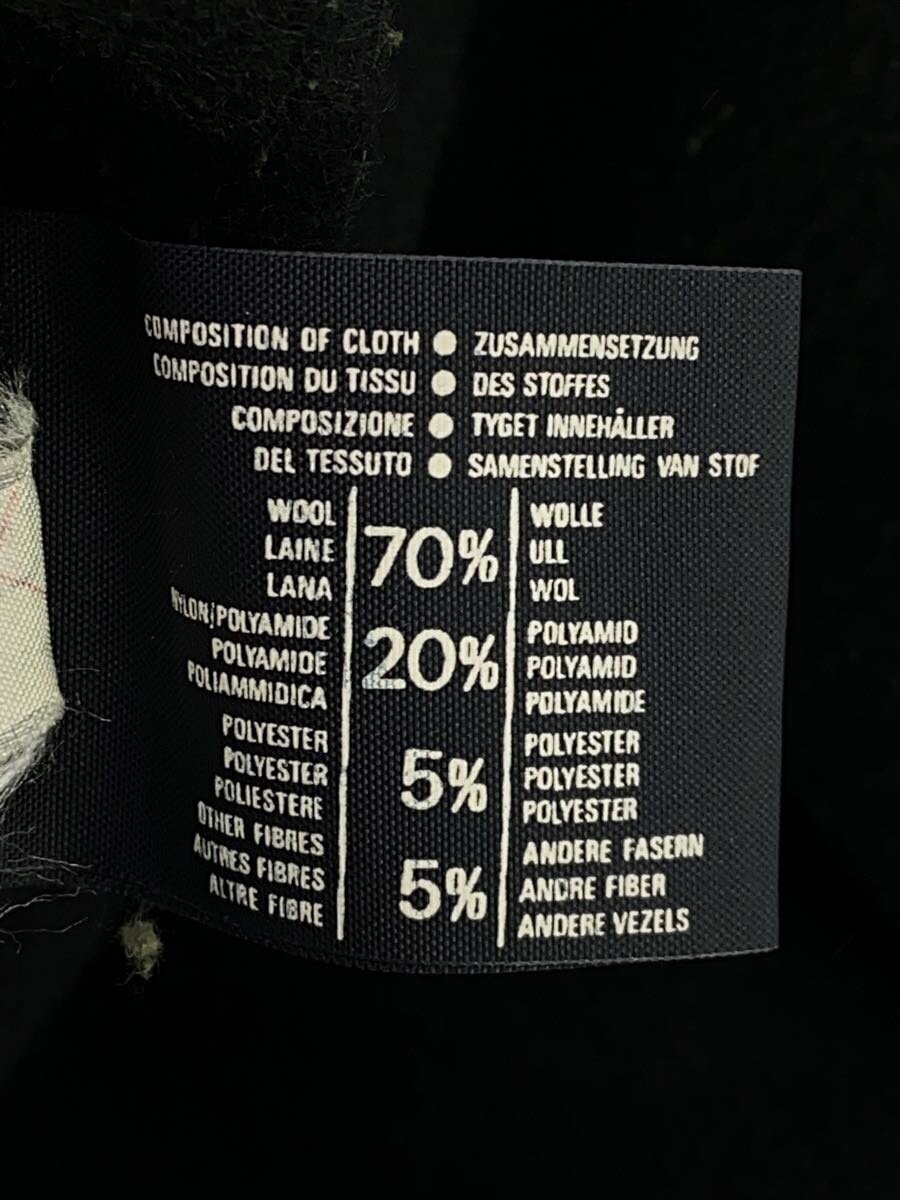 COMPOSITION OF CLOTH ● ZUSAMMENSETZUNG
COMPOSITION DU TISSU ● DES STOFFES
COMPOSIZIONE ● TYGET INNEHÅLLER
DEL TESSUTO ● SAMENSTELLING VAN STOF
WOOL WOLLE
LAINE 70% ULL
LANA WOL
NYLON/POLYAMIDE POLYAMID
POLYAMIDE 20% POLYAMID
POLIAMMIDICA POLYAMIDE
POLYESTER POLYESTER
POLYESTER 5% POLYESTER
POLIESTERE POLYESTER
OTHER FIBRES ANDERE FASERN
AUTRES FIBRES 5% ANDRE FIBER
ALTRE FIBRE ANDERE VEZELS